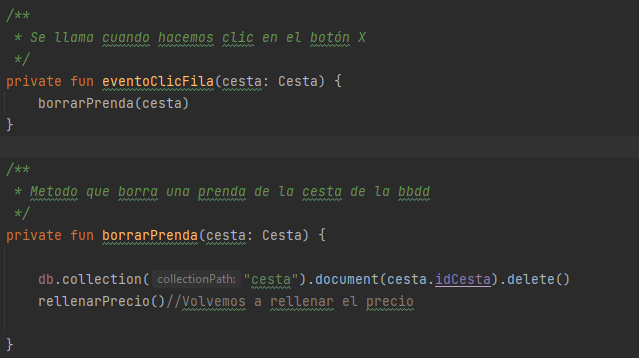 /**
 * Se llama cuando hacemos clic en el botón X
 */
private fun eventoClicFila(cesta: Cesta) {
    borrarPrenda(cesta)
}
/**
 * Metodo que borra una prenda de la cesta de la bbdd
 */
private fun borrarPrenda(cesta: Cesta) {
    db.collection( collectionPath: "cesta").document(cesta.idCesta).delete()
    rellenarPrecio()//Volvemos a rellenar el precio
}